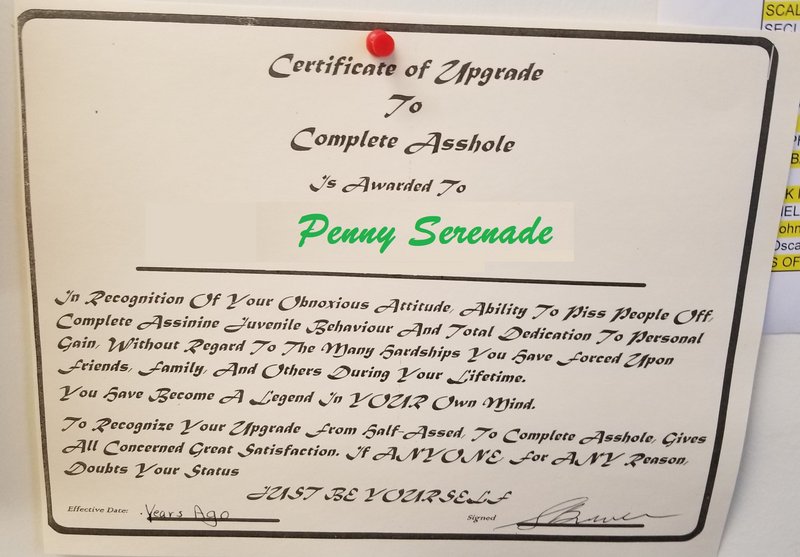 Certificate of Upgrade
To
Complete Asshole
Is Awarded To
Penny Serenade
In Recognition Of Your Obnoxious Attitude, Ability To Piss People Off,
Complete Assinine Juvenile Behaviour And Total Dedication To Personal
Gain, Without Regard To The Many Hardships You Have Forced Upon
Friends, Family, And Others During Your Lifetime.
You Have Become A Legend In YOUR Own Mind.
To Recognize Your Upgrade From Half-Assed, To Complete Asshole, Gives
All Concerned Great Satisfaction. If ANYONE For ANY Reason,
Doubts Your Status
JUST BE YOURSELF
Effective Date: Years Ago
Signed